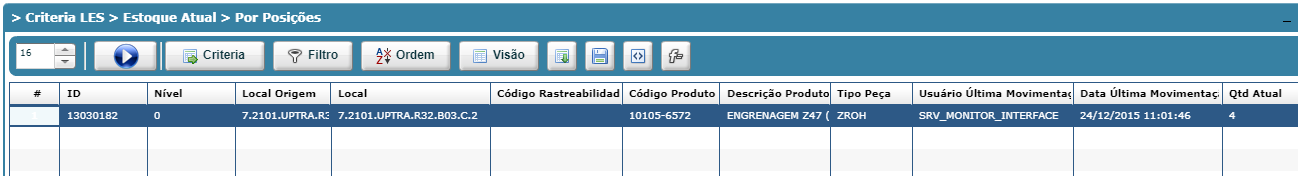 > Criteria LES > Estoque Atual > Por Posições
16 Criteria Filtro Ordem Visão
# ID Nível Local Origem Local Código Rastreabilidad Código Produto Descrição Produto Tipo Peça Usuário Última Movimentaç Data Última Movimentaç Qtd Atual
1 13030182 0 7.2101.UPTRA.R3 7.2101.UPTRA.R32.B03.C.2 10105-6572 ENGRENAGEM Z47 ( ZROH SRV_MONITOR_INTERFACE 24/12/2015 11:01:46 4